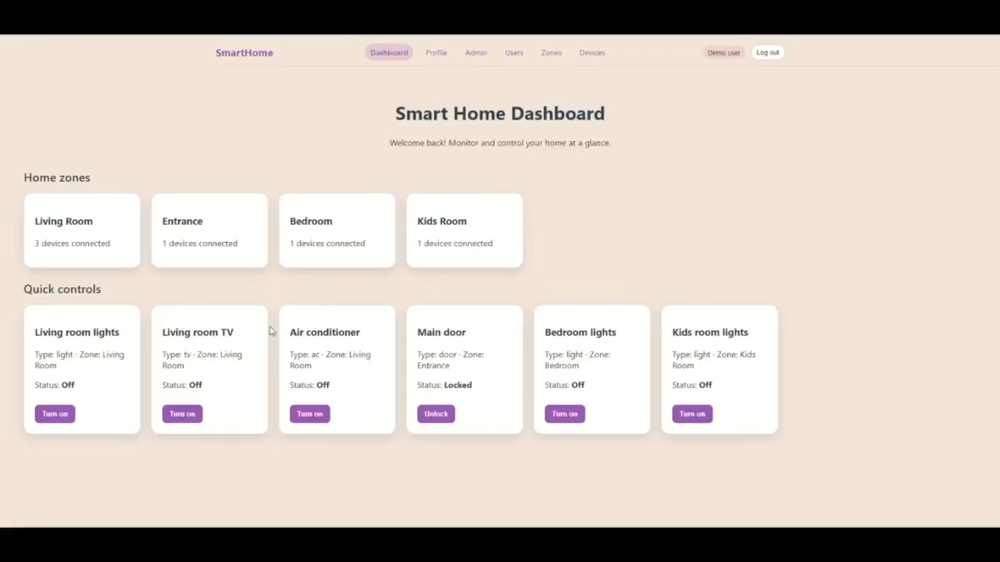 SmartHome
Dashboard Profile Admin Users Zones Devices
Demo user Log out
Smart Home Dashboard
Welcome back! Monitor and control your home at a glance.
Home zones
Living Room
3 devices connected
Entrance
1 devices connected
Bedroom
1 devices connected
Kids Room
1 devices connected
Quick controls
Living room lights
Type: light · Zone: Living
Room
Status: Off
Turn on
Living room TV
Type: tv · Zone: Living
Room
Status: Off
Turn on
Air conditioner
Type: ac · Zone: Living
Room
Status: Off
Turn on
Main door
Type: door · Zone:
Entrance
Status: Locked
Unlock
Bedroom lights
Type: light · Zone:
Bedroom
Status: Off
Turn on
Kids room lights
Type: light · Zone: Kids
Room
Status: Off
Turn on